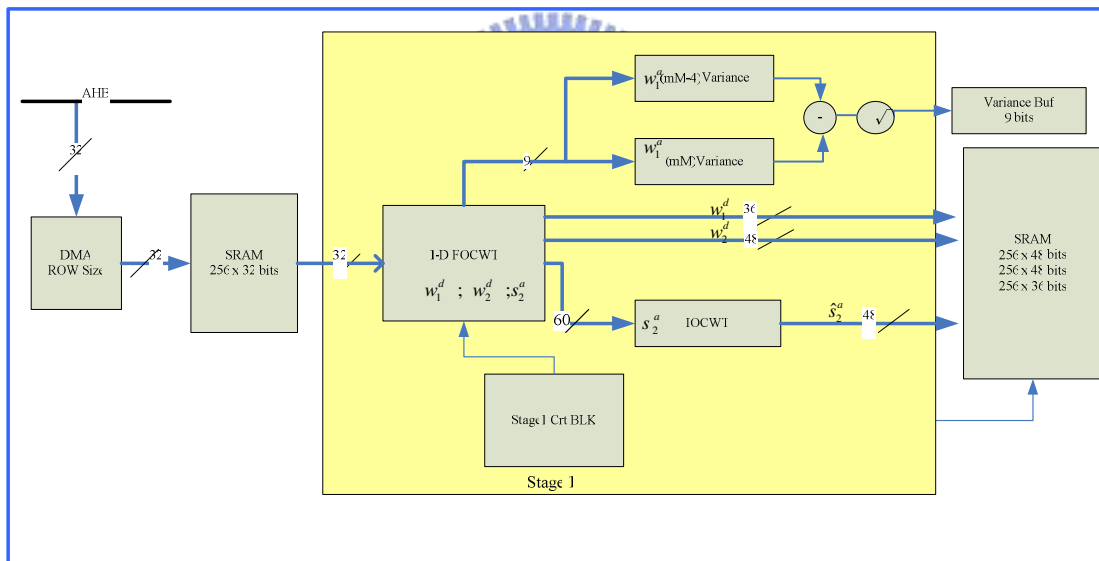 AHB
32
DMA
ROW Size
32
SRAM
256 x 32 bits
32
1-D FOCWT
w₁ᵈ ; w₂ᵈ ; s₂ᵃ
9
w₁ᵃ (mM-4) Variance
w₁ᵃ
(mM) Variance
-
√
Variance Buf
9 bits
w₁ᵈ 36
w₂ᵈ 48
60
s₂ᵃ IOCWT
ŝ₂ᵃ 48
SRAM
256 x 48 bits
256 x 48 bits
256 x 36 bits
Stage 1 Crt BLK
Stage 1